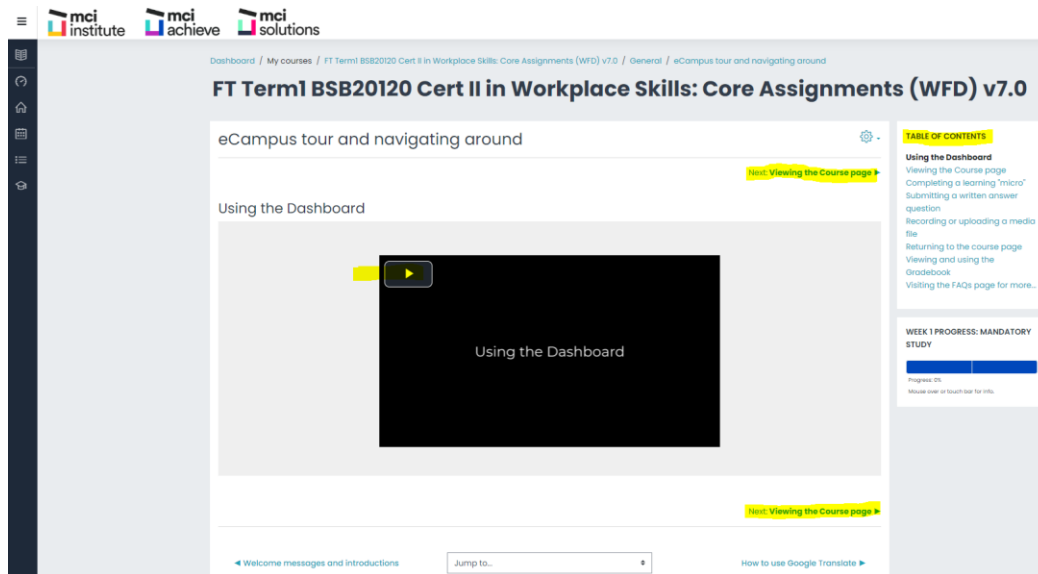 mci institute
mci achieve
mci solutions
Dashboard / My courses / FT Term1 BSB20120 Cert II in Workplace Skills: Core Assignments (WFD) v7.0 / General / eCampus tour and navigating around
FT Term1 BSB20120 Cert II in Workplace Skills: Core Assignments (WFD) v7.0
eCampus tour and navigating around
Next: Viewing the Course page ►
Using the Dashboard
Using the Dashboard
Next: Viewing the Course page ►
◄ Welcome messages and introductions
Jump to...
How to use Google Translate ►
TABLE OF CONTENTS
Using the Dashboard
Viewing the Course page
Completing a learning "micro"
Submitting a written answer
question
Recording or uploading a media
file
Returning to the course page
Viewing and using the
Gradebook
Visiting the FAQs page for more...
WEEK 1 PROGRESS: MANDATORY
STUDY
Progress: 0%
Mouse over or touch bar for info.